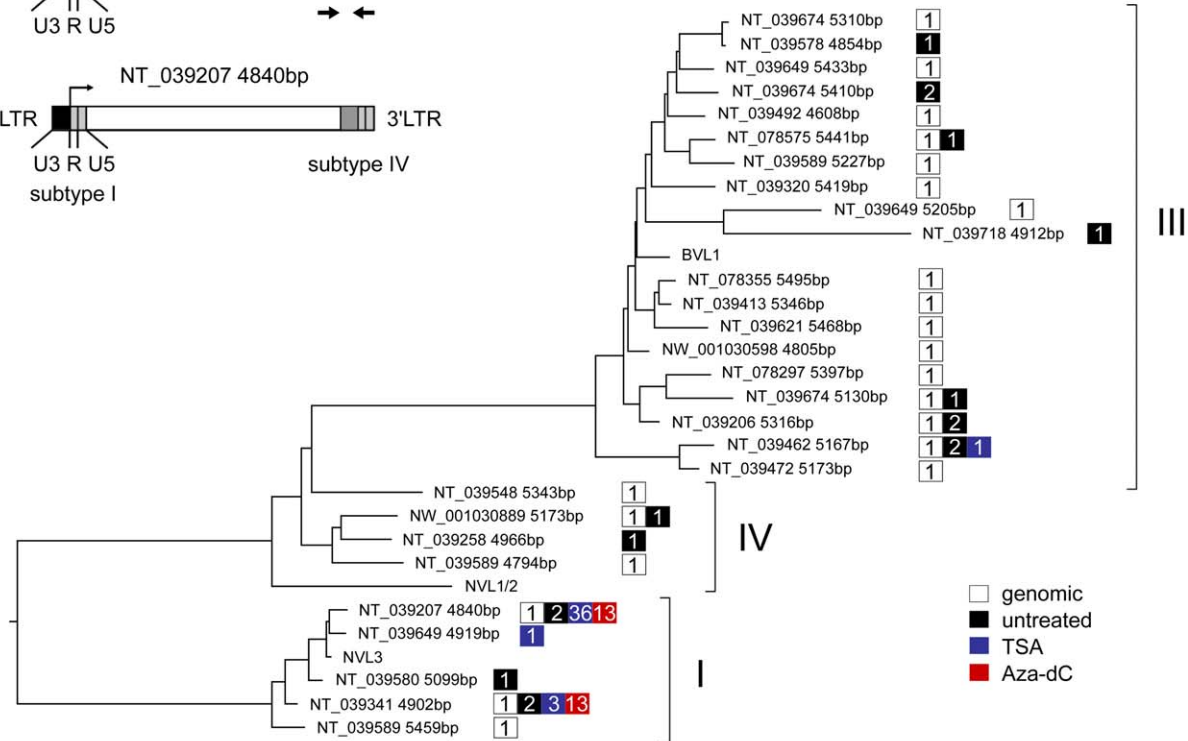 U3 R U5
NT_039207 4840bp
LTR 3'LTR
U3 R U5
subtype IV
subtype I
NT_039674 5310bp 1
NT_039578 4854bp 1
NT_039649 5433bp 1
NT_039674 5410bp 2
NT_039492 4608bp 1
NT_078575 5441bp 1 1
NT_039589 5227bp 1
NT_039320 5419bp 1
NT_039649 5205bp 1
NT_039718 4912bp 1
III
BVL1
NT_078355 5495bp 1
NT_039413 5346bp 1
NT_039621 5468bp 1
NW_001030598 4805bp 1
NT_078297 5397bp 1
NT_039674 5130bp 1 1
NT_039206 5316bp 1 2
NT_039462 5167bp 1 2 1
NT_039472 5173bp 1
NT_039548 5343bp 1
NW_001030889 5173bp 1 1
NT_039258 4966bp 1
IV
NT_039589 4794bp 1
NVL1/2
NT_039207 4840bp 1 2 36 13
NT_039649 4919bp 1
NVL3
NT_039580 5099bp 1
I
NT_039341 4902bp 1 2 3 13
NT_039589 5459bp 1
genomic
untreated
TSA
Aza-dC